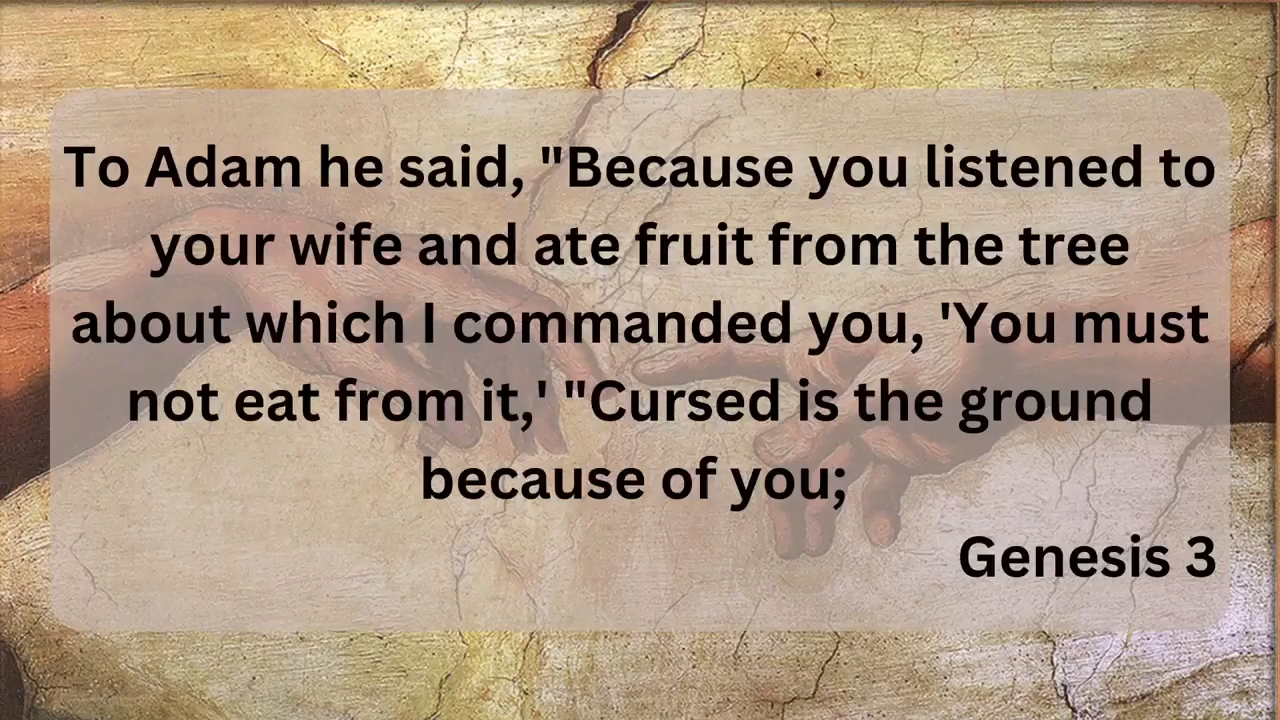 To Adam he said, "Because you listened to
your wife and ate fruit from the tree
about which I commanded you, 'You must
not eat from it,' "Cursed is the ground
because of you;
Genesis 3